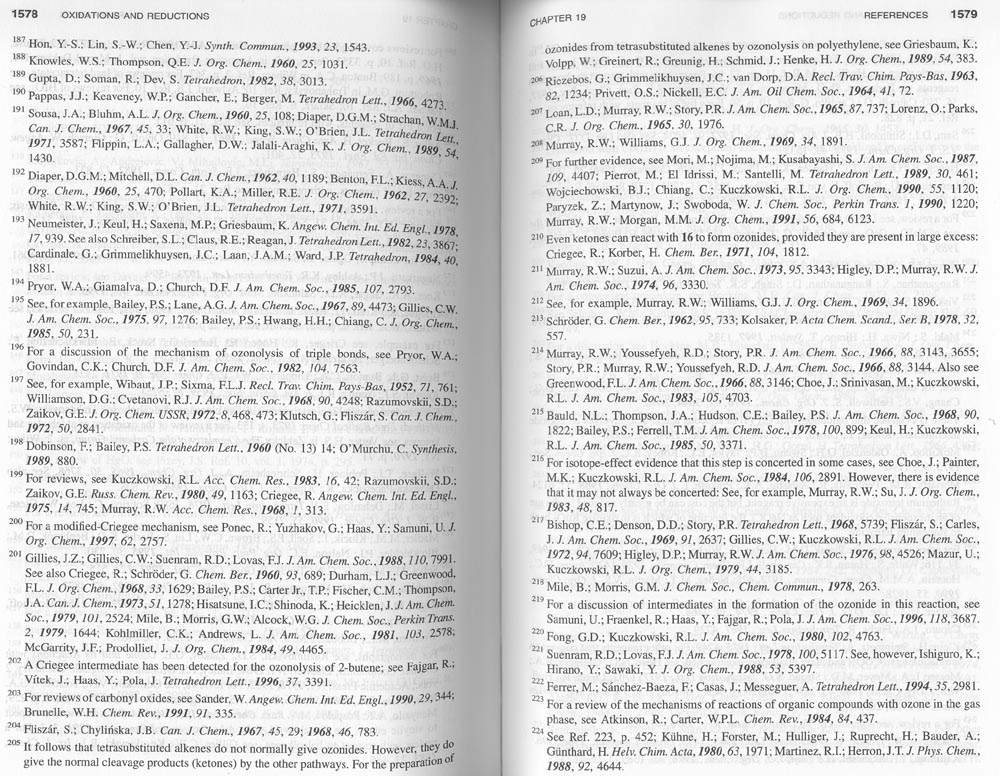 1578 OXIDATIONS AND REDUCTIONS
187 Hon, Y.-S.; Lin, S.-W.; Chen, Y.-J. Synth. Commun., 1993, 23, 1543.
188 Knowles, W.S.; Thompson, Q.E. J. Org. Chem., 1960, 25, 1031.
189 Gupta, D.; Soman, R.; Dev, S. Tetrahedron, 1982, 38, 3013.
190 Pappas, J.J.; Keaveney, W.P.; Gancher, E.; Berger, M. Tetrahedron Lett., 1966, 4273.
191 Sousa, J.A.; Bluhm, A.L. J. Org. Chem., 1960, 25, 108; Diaper, D.G.M.; Strachan, W.M.J.
Can. J. Chem., 1967, 45, 33; White, R.W.; King, S.W.; O'Brien, J.L. Tetrahedron Lett.,
1971, 3587; Flippin, L.A.; Gallagher, D.W.; Jalali-Araghi, K. J. Org. Chem., 1989, 54,
1430.
192 Diaper, D.G.M.; Mitchell, D.L. Can. J. Chem., 1962, 40, 1189; Benton, F.L.; Kiess, A.A. J.
Org. Chem., 1960, 25, 470; Pollart, K.A.; Miller, R.E. J. Org. Chem., 1962, 27, 2392;
White, R.W.; King, S.W.; O'Brien, J.L. Tetrahedron Lett., 1971, 3591.
193 Neumeister, J.; Keul, H.; Saxena, M.P.; Griesbaum, K. Angew. Chem. Int. Ed. Engl., 1978,
17, 939. See also Schreiber, S.L.; Claus, R.E.; Reagan, J. Tetrahedron Lett., 1982, 23, 3867;
Cardinale, G.; Grimmelikhuysen, J.C.; Laan, J.A.M.; Ward, J.P. Tetrahedron, 1984, 40,
1881.
194 Pryor, W.A.; Giamalva, D.; Church, D.F. J. Am. Chem. Soc., 1985, 107, 2793.
195 See, for example, Bailey, P.S.; Lane, A.G. J. Am. Chem. Soc., 1967, 89, 4473; Gillies, C.W.
J. Am. Chem. Soc., 1975, 97, 1276; Bailey, P.S.; Hwang, H.H.; Chiang, C. J. Org. Chem.,
1985, 50, 231.
196 For a discussion of the mechanism of ozonolysis of triple bonds, see Pryor, W.A.;
Govindan, C.K.; Church, D.F. J. Am. Chem. Soc., 1982, 104, 7563.
197 See, for example, Wibaut, J.P.; Sixma, F.L.J. Recl. Trav. Chim. Pays-Bas, 1952, 71, 761;
Williamson, D.G.; Cvetanovi, R.J. J. Am. Chem. Soc., 1968, 90, 4248; Razumovskii, S.D.;
Zaikov, G.E. J. Org. Chem. USSR, 1972, 8, 468, 473; Klutsch, G.; Fliszár, S. Can. J. Chem.,
1972, 50, 2841.
198 Dobinson, F.; Bailey, P.S. Tetrahedron Lett., 1960 (No. 13) 14; O'Murchu, C. Synthesis,
1989, 880.
199 For reviews, see Kuczkowski, R.L. Acc. Chem. Res., 1983, 16, 42; Razumovskii, S.D.;
Zaikov, G.E. Russ. Chem. Rev., 1980, 49, 1163; Criegee, R. Angew. Chem. Int. Ed. Engl.,
1975, 14, 745; Murray, R.W. Acc. Chem. Res., 1968, 1, 313.
200 For a modified-Criegee mechanism, see Ponec, R.; Yuzhakov, G.; Haas, Y.; Samuni, U. J.
Org. Chem., 1997, 62, 2757.
201 Gillies, J.Z.; Gillies, C.W.; Suenram, R.D.; Lovas, F.J. J. Am. Chem. Soc., 1988, 110, 7991.
See also Criegee, R.; Schröder, G. Chem. Ber., 1960, 93, 689; Durham, L.J.; Greenwood,
F.L. J. Org. Chem., 1968, 33, 1629; Bailey, P.S.; Carter Jr., T.P.; Fischer, C.M.; Thompson,
J.A. Can. J. Chem., 1973, 51, 1278; Hisatsune, I.C.; Shinoda, K.; Heicklen, J. J. Am. Chem.
Soc., 1979, 101, 2524; Mile, B.; Morris, G.W.; Alcock, W.G. J. Chem. Soc., Perkin Trans.
2, 1979, 1644; Kohlmiller, C.K.; Andrews, L. J. Am. Chem. Soc., 1981, 103, 2578;
McGarrity, J.F.; Prodolliet, J. J. Org. Chem., 1984, 49, 4465.
202 A Criegee intermediate has been detected for the ozonolysis of 2-butene; see Fajgar, R.;
Vítek, J.; Haas, Y.; Pola, J. Tetrahedron Lett., 1996, 37, 3391.
203 For reviews of carbonyl oxides, see Sander, W. Angew. Chem. Int. Ed. Engl., 1990, 29, 344;
Brunelle, W.H. Chem. Rev., 1991, 91, 335.
204 Fliszár, S.; Chylińska, J.B. Can. J. Chem., 1967, 45, 29; 1968, 46, 783.
205 It follows that tetrasubstituted alkenes do not normally give ozonides. However, they do
give the normal cleavage products (ketones) by the other pathways. For the preparation of
CHAPTER 19 REFERENCES 1579
ozonides from tetrasubstituted alkenes by ozonolysis on polyethylene, see Griesbaum, K.;
Volpp, W.; Greinert, R.; Greunig, H.; Schmid, J.; Henke, H. J. Org. Chem., 1989, 54, 383.
206 Riezebos, G.; Grimmelikhuysen, J.C.; van Dorp, D.A. Recl. Trav. Chim. Pays-Bas, 1963,
82, 1234; Privett, O.S.; Nickell, E.C. J. Am. Oil Chem. Soc., 1964, 41, 72.
207 Loan, L.D.; Murray, R.W.; Story, P.R. J. Am. Chem. Soc., 1965, 87, 737; Lorenz, O.; Parks,
C.R. J. Org. Chem., 1965, 30, 1976.
208 Murray, R.W.; Williams, G.J. J. Org. Chem., 1969, 34, 1891.
209 For further evidence, see Mori, M.; Nojima, M.; Kusabayashi, S. J. Am. Chem. Soc., 1987,
109, 4407; Pierrot, M.; El Idrissi, M.; Santelli, M. Tetrahedron Lett., 1989, 30, 461;
Wojciechowski, B.J.; Chiang, C.; Kuczkowski, R.L. J. Org. Chem., 1990, 55, 1120;
Paryzek, Z.; Martynow, J.; Swoboda, W. J. Chem. Soc., Perkin Trans. 1, 1990, 1220;
Murray, R.W.; Morgan, M.M. J. Org. Chem., 1991, 56, 684, 6123.
210 Even ketones can react with 16 to form ozonides, provided they are present in large excess:
Criegee, R.; Korber, H. Chem. Ber., 1971, 104, 1812.
211 Murray, R.W.; Suzui, A. J. Am. Chem. Soc., 1973, 95, 3343; Higley, D.P.; Murray, R.W. J.
Am. Chem. Soc., 1974, 96, 3330.
212 See, for example, Murray, R.W.; Williams, G.J. J. Org. Chem., 1969, 34, 1896.
213 Schröder, G. Chem. Ber., 1962, 95, 733; Kolsaker, P. Acta Chem. Scand., Ser. B, 1978, 32,
557.
214 Murray, R.W.; Youssefyeh, R.D.; Story, P.R. J. Am. Chem. Soc., 1966, 88, 3143, 3655;
Story, P.R.; Murray, R.W.; Youssefyeh, R.D. J. Am. Chem. Soc., 1966, 88, 3144. Also see
Greenwood, F.L. J. Am. Chem. Soc., 1966, 88, 3146; Choe, J.; Srinivasan, M.; Kuczkowski,
R.L. J. Am. Chem. Soc., 1983, 105, 4703.
215 Bauld, N.L.; Thompson, J.A.; Hudson, C.E.; Bailey, P.S. J. Am. Chem. Soc., 1968, 90,
1822; Bailey, P.S.; Ferrell, T.M. J. Am. Chem. Soc., 1978, 100, 899; Keul, H.; Kuczkowski,
R.L. J. Am. Chem. Soc., 1985, 50, 3371.
216 For isotope-effect evidence that this step is concerted in some cases, see Choe, J.; Painter,
M.K.; Kuczkowski, R.L. J. Am. Chem. Soc., 1984, 106, 2891. However, there is evidence
that it may not always be concerted: See, for example, Murray, R.W.; Su, J. J. Org. Chem.,
1983, 48, 817.
217 Bishop, C.E.; Denson, D.D.; Story, P.R. Tetrahedron Lett., 1968, 5739; Fliszár, S.; Carles,
J. J. Am. Chem. Soc., 1969, 91, 2637; Gillies, C.W.; Kuczkowski, R.L. J. Am. Chem. Soc.,
1972, 94, 7609; Higley, D.P.; Murray, R.W. J. Am. Chem. Soc., 1976, 98, 4526; Mazur, U.;
Kuczkowski, R.L. J. Org. Chem., 1979, 44, 3185.
218 Mile, B.; Morris, G.M. J. Chem. Soc., Chem. Commun., 1978, 263.
219 For a discussion of intermediates in the formation of the ozonide in this reaction, see
Samuni, U.; Fraenkel, R.; Haas, Y.; Fajgar, R.; Pola, J. J. Am. Chem. Soc., 1996, 118, 3687.
220 Fong, G.D.; Kuczkowski, R.L. J. Am. Chem. Soc., 1980, 102, 4763.
221 Suenram, R.D.; Lovas, F.J. J. Am. Chem. Soc., 1978, 100, 5117. See, however, Ishiguro, K.;
Hirano, Y.; Sawaki, Y. J. Org. Chem., 1988, 53, 5397.
222 Ferrer, M.; Sánchez-Baeza, F.; Casas, J.; Messeguer, A. Tetrahedron Lett., 1994, 35, 2981.
223 For a review of the mechanisms of reactions of organic compounds with ozone in the gas
phase, see Atkinson, R.; Carter, W.P.L. Chem. Rev., 1984, 84, 437.
224 See Ref. 223, p. 452; Kühne, H.; Forster, M.; Hulliger, J.; Ruprecht, H.; Bauder, A.;
Günthard, H. Helv. Chim. Acta, 1980, 63, 1971; Martinez, R.I.; Herron, J.T. J. Phys. Chem.,
1988, 92, 4644.